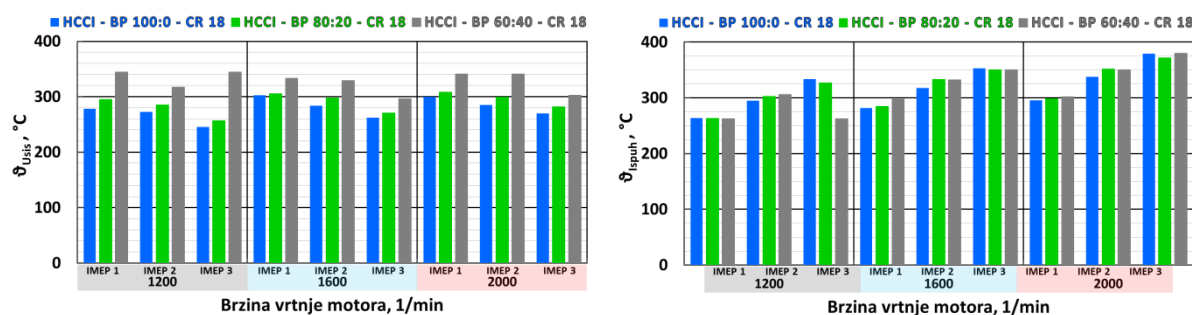 HCCI - BP 100:0 - CR 18 HCCI - BP 80:20 - CR 18 HCCI - BP 60:40 - CR 18
400
300
200
100
0
ϑUsis , °C
IMEP 1 IMEP 2 IMEP 3 IMEP 1 IMEP 2 IMEP 3 IMEP 1 IMEP 2 IMEP 3
1200 1600 2000
Brzina vrtnje motora, 1/min
HCCI - BP 100:0 - CR 18 HCCI - BP 80:20 - CR 18 HCCI - BP 60:40 - CR 18
400
300
200
100
0
ϑIspuh , °C
IMEP 1 IMEP 2 IMEP 3 IMEP 1 IMEP 2 IMEP 3 IMEP 1 IMEP 2 IMEP 3
1200 1600 2000
Brzina vrtnje motora, 1/min